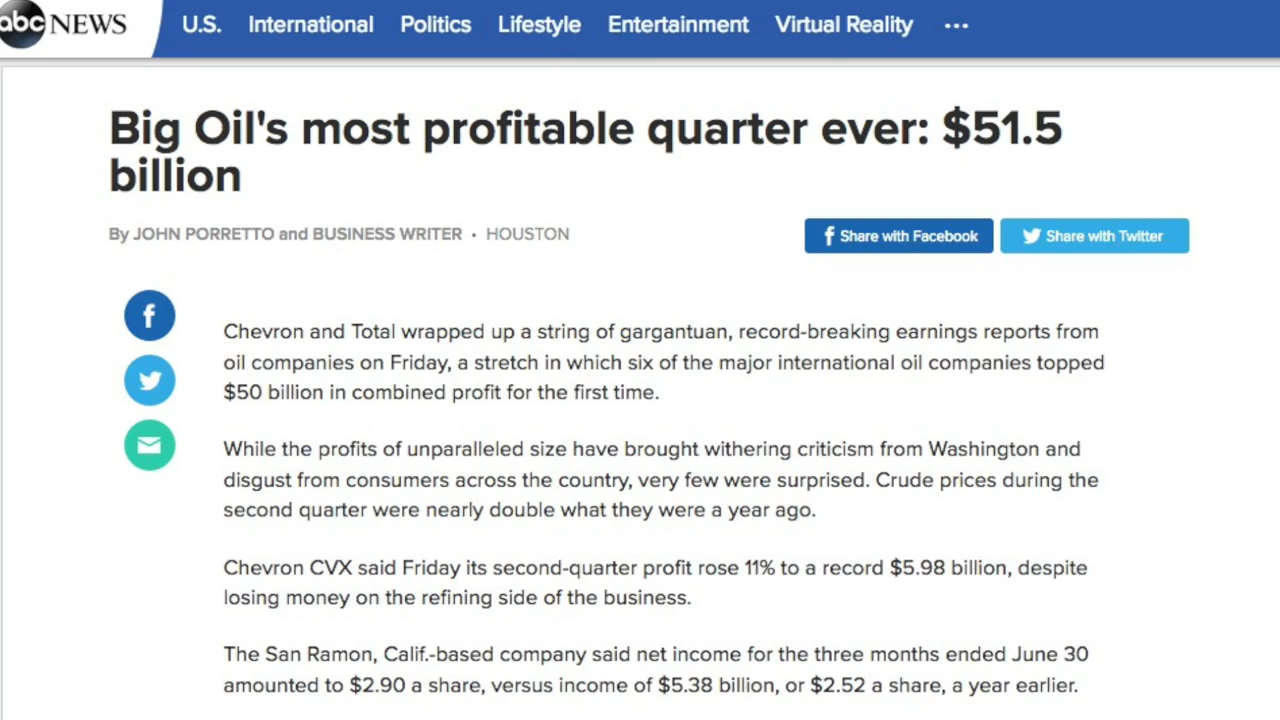 abc NEWS U.S. International Politics Lifestyle Entertainment Virtual Reality ...
Big Oil's most profitable quarter ever: $51.5
billion
By JOHN PORRETTO and BUSINESS WRITER · HOUSTON
f Share with Facebook Share with Twitter
f
Chevron and Total wrapped up a string of gargantuan, record-breaking earnings reports from
oil companies on Friday, a stretch in which six of the major international oil companies topped
$50 billion in combined profit for the first time.
While the profits of unparalleled size have brought withering criticism from Washington and
disgust from consumers across the country, very few were surprised. Crude prices during the
second quarter were nearly double what they were a year ago.
Chevron CVX said Friday its second-quarter profit rose 11% to a record $5.98 billion, despite
losing money on the refining side of the business.
The San Ramon, Calif.-based company said net income for the three months ended June 30
amounted to $2.90 a share, versus income of $5.38 billion, or $2.52 a share, a year earlier.